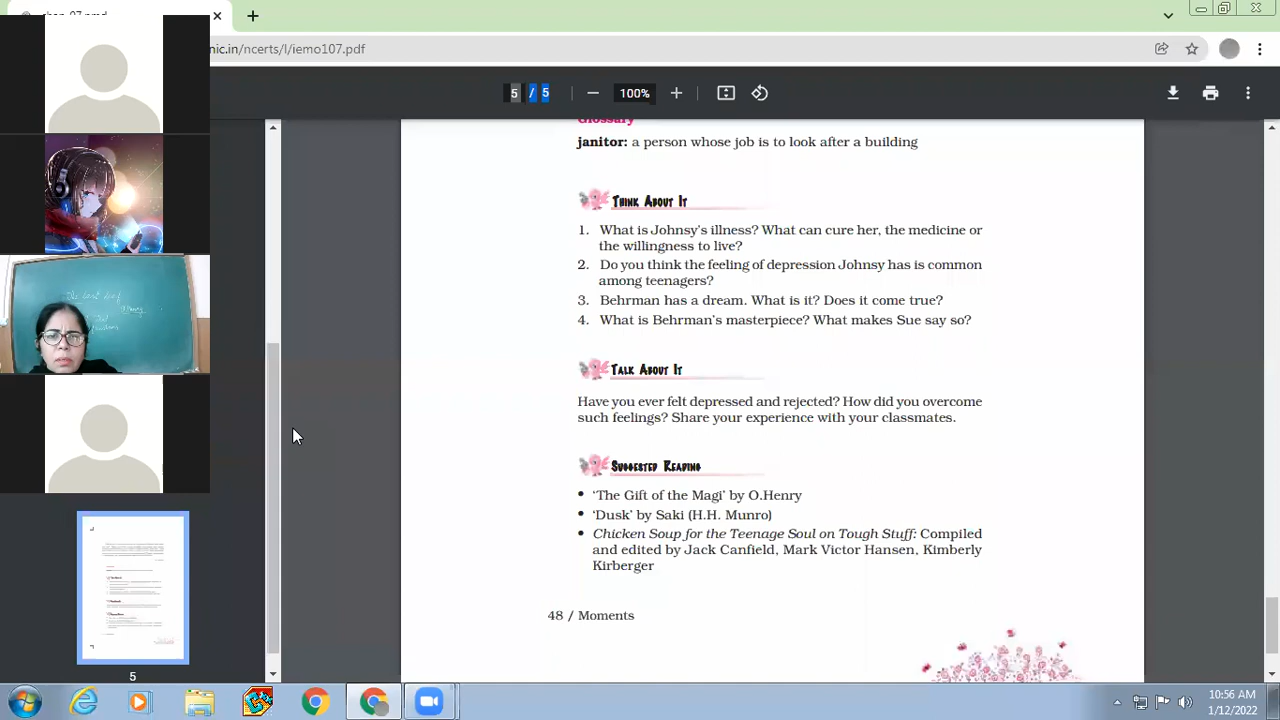 nic.in/ncerts/l/iemo107.pdf
5 / 5
100%
Glossary
janitor: a person whose job is to look after a building
Think About It
1. What is Johnsy's illness? What can cure her, the medicine or
the willingness to live?
2. Do you think the feeling of depression Johnsy has is common
among teenagers?
3. Behrman has a dream. What is it? Does it come true?
4. What is Behrman's masterpiece? What makes Sue say so?
Talk About It
Have you ever felt depressed and rejected? How did you overcome
such feelings? Share your experience with your classmates.
Suggested Reading
• 'The Gift of the Magi' by O.Henry
• 'Dusk' by Saki (H.H. Munro)
• Chicken Soup for the Teenage Soul on Tough Stuff: Compiled
and edited by Jack Canfield, Mark Victor Hansen, Kimberly
Kirberger
8 / Moments
5
10:56 AM
1/12/2022